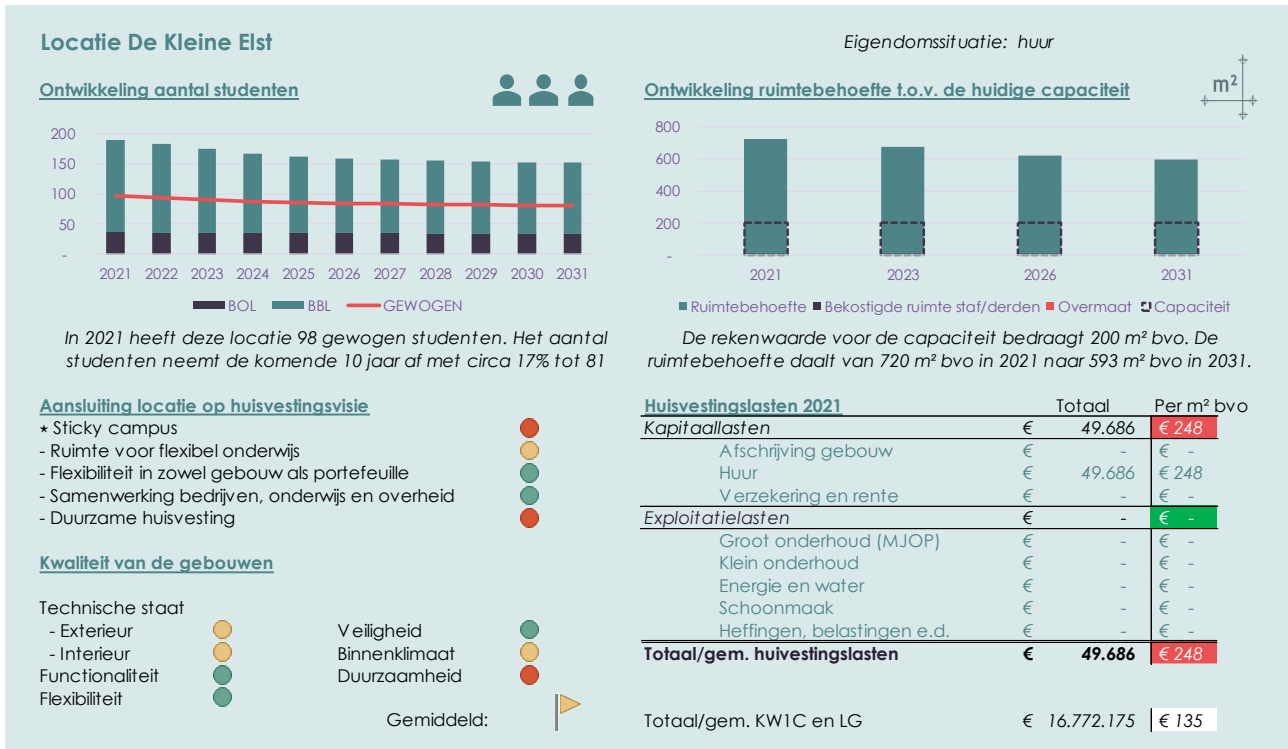 Locatie De Kleine Elst
Eigendomssituatie: huur
Ontwikkeling aantal studenten
200
150
100
50
-
2021 2022 2023 2024 2025 2026 2027 2028 2029 2030 2031
BOL BBL GEWOGEN
In 2021 heeft deze locatie 98 gewogen studenten. Het aantal
studenten neemt de komende 10 jaar af met circa 17% tot 81
Ontwikkeling ruimtebehoefte t.o.v. de huidige capaciteit
m²
800
600
400
200
-
2021 2023 2026 2031
Ruimtebehoefte Bekostigde ruimte staf/derden Overmaat Capaciteit
De rekenwaarde voor de capaciteit bedraagt 200 m² bvo. De
ruimtebehoefte daalt van 720 m² bvo in 2021 naar 593 m² bvo in 2031.
Aansluiting locatie op huisvestingsvisie
* Sticky campus
- Ruimte voor flexibel onderwijs
- Flexibiliteit in zowel gebouw als portefeuille
- Samenwerking bedrijven, onderwijs en overheid
- Duurzame huisvesting
Kwaliteit van de gebouwen
Technische staat
- Exterieur
- Interieur
Functionaliteit
Flexibiliteit
Veiligheid
Binnenklimaat
Duurzaamheid
Gemiddeld:
Huisvestingslasten 2021 Totaal Per m² bvo
Kapitaallasten € 49.686 € 248
Afschrijving gebouw € - € -
Huur € 49.686 € 248
Verzekering en rente € - € -
Exploitatielasten € - € -
Groot onderhoud (MJOP) € - € -
Klein onderhoud € - € -
Energie en water € - € -
Schoonmaak € - € -
Heffingen, belastingen e.d. € - € -
Totaal/gem. huivestingslasten € 49.686 € 248
Totaal/gem. KW1C en LG € 16.772.175 € 135